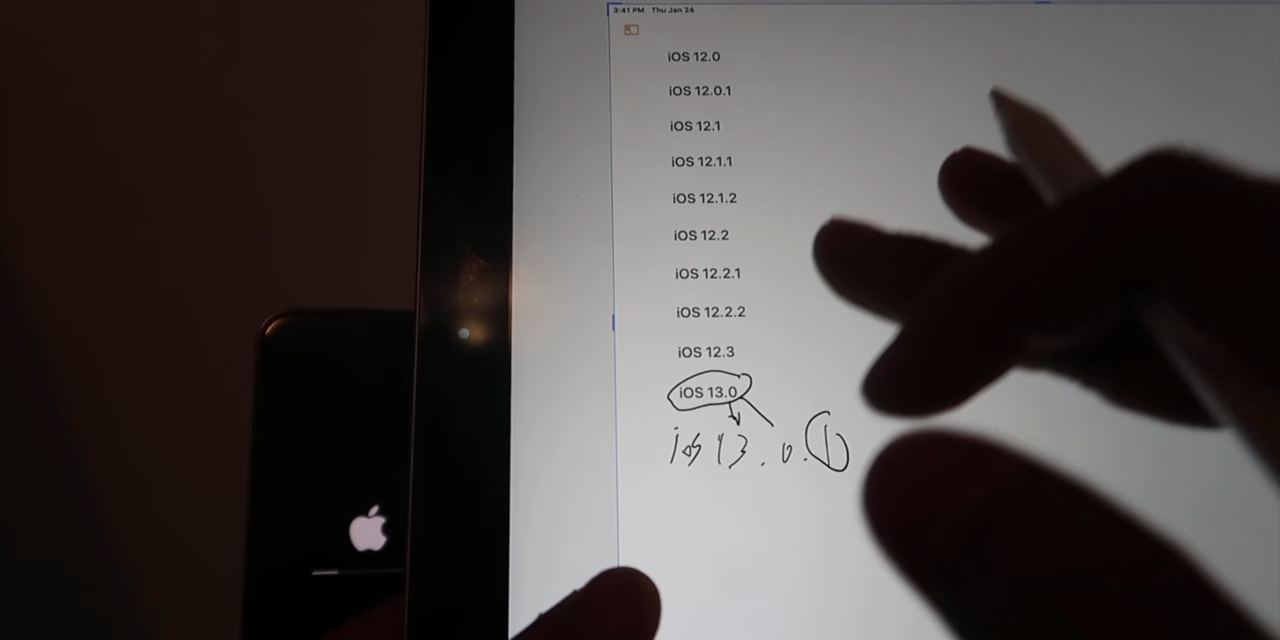 3:41 PM Thu Jan 24
iOS 12.0
iOS 12.0.1
iOS 12.1
iOS 12.1.1
iOS 12.1.2
iOS 12.2
iOS 12.2.1
iOS 12.2.2
iOS 12.3
iOS 13.0
ios 13.0.1